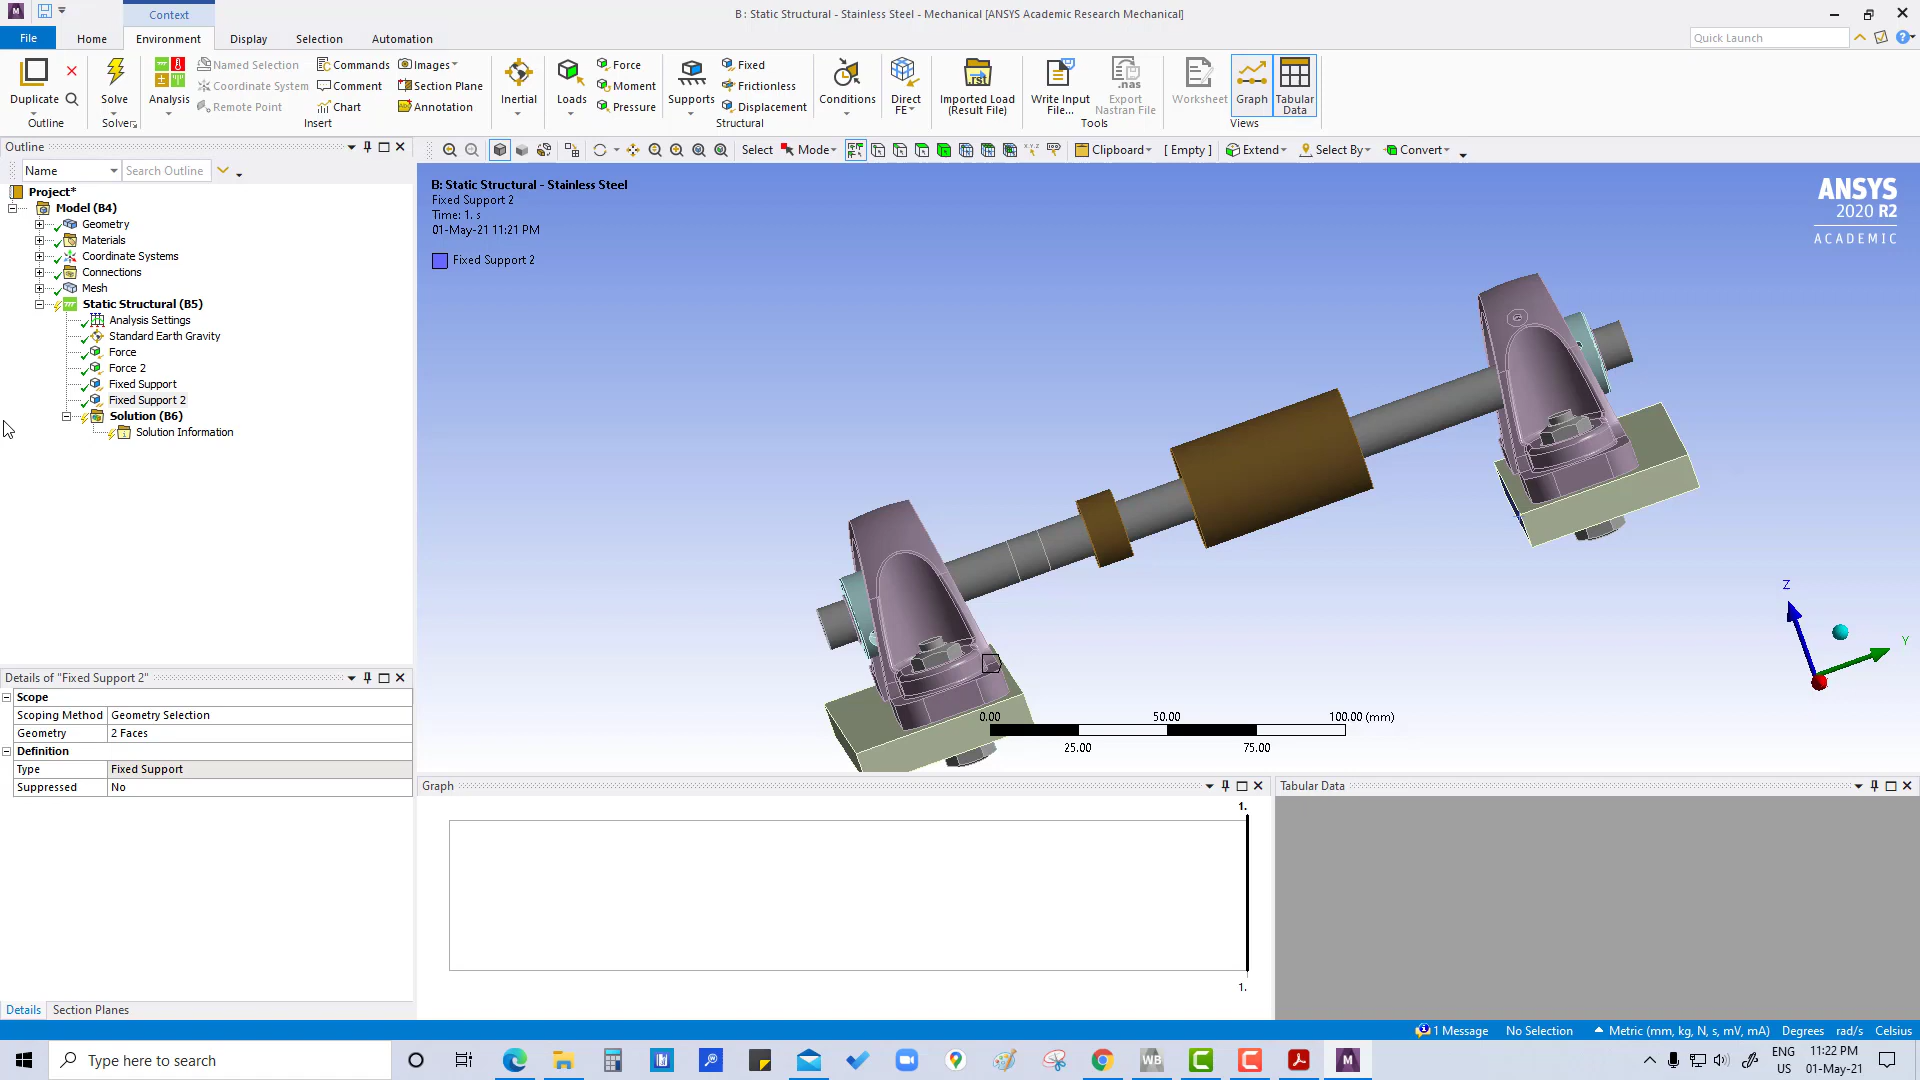 Context
B : Static Structural - Stainless Steel - Mechanical [ANSYS Academic Research Mechanical]
File Home Environment Display Selection Automation
Quick Launch
Duplicate
Outline
Solve
Solver
Analysis
Named Selection
Coordinate System
Remote Point
Commands
Comment
Chart
Images
Section Plane
Annotation
Insert
Inertial
Loads
Force
Moment
Pressure
Supports
Fixed
Frictionless
Displacement
Structural
Conditions
Direct
FE
Imported Load
(Result File)
Write Input
File...
Export
Nastran File
Tools
Worksheet
Graph
Tabular
Data
Views
Outline
Name
Search Outline
Select Mode Clipboard [ Empty ] Extend Select By Convert
Project*
Model (B4)
Geometry
Materials
Coordinate Systems
Connections
Mesh
Static Structural (B5)
Analysis Settings
Standard Earth Gravity
Force
Force 2
Fixed Support
Fixed Support 2
Solution (B6)
Solution Information
B: Static Structural - Stainless Steel
Fixed Support 2
Time: 1. s
01-May-21 11:21 PM
Fixed Support 2
ANSYS
2020 R2
ACADEMIC
Z
Y
0.00 50.00 100.00 (mm)
25.00 75.00
Details of "Fixed Support 2"
Scope
Scoping Method Geometry Selection
Geometry 2 Faces
Definition
Type Fixed Support
Suppressed No
Details Section Planes
Graph
1.
1.
Tabular Data
1 Message No Selection Metric (mm, kg, N, s, mV, mA) Degrees rad/s Celsius
Type here to search
WB
M
ENG
US
11:22 PM
01-May-21